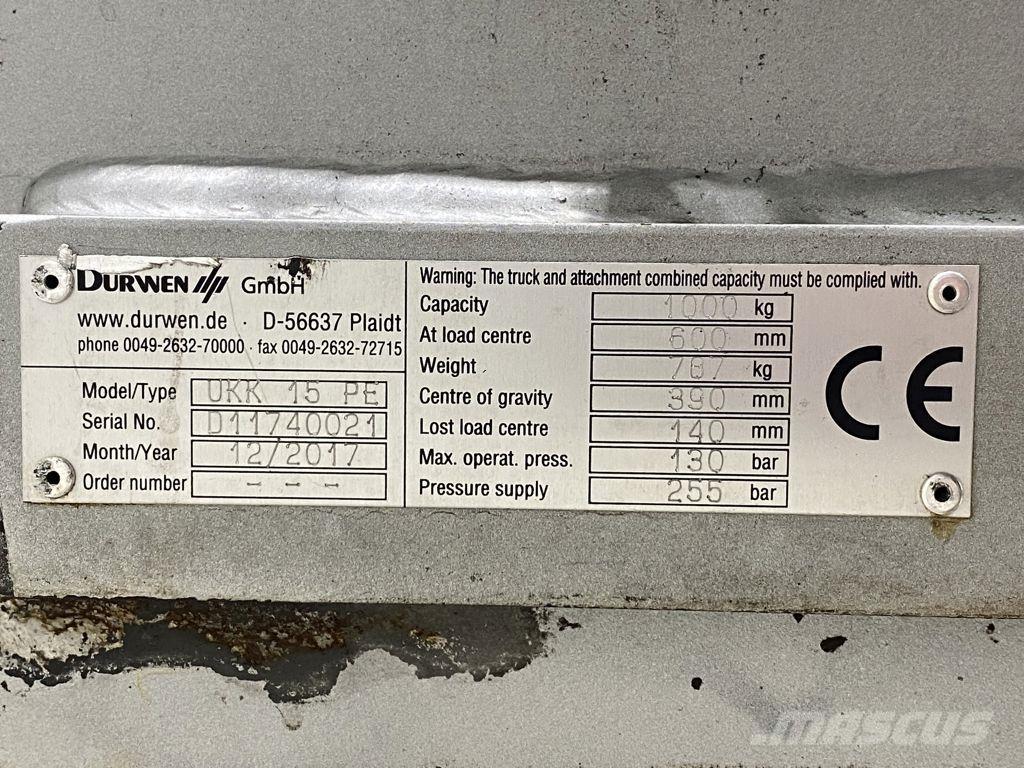 DURWEN GmbH
www.durwen.de · D-56637 Plaidt
phone 0049-2632-70000 · fax 0049-2632-72715
Model/Type UKK 15 PE
Serial No. D11740021
Month/Year 12/2017
Order number - - -
Warning: The truck and attachment combined capacity must be complied with.
Capacity 1000 kg
At load centre 600 mm
Weight 787 kg
Centre of gravity 390 mm
Lost load centre 140 mm
Max. operat. press. 130 bar
Pressure supply 255 bar
CE
MASCUS